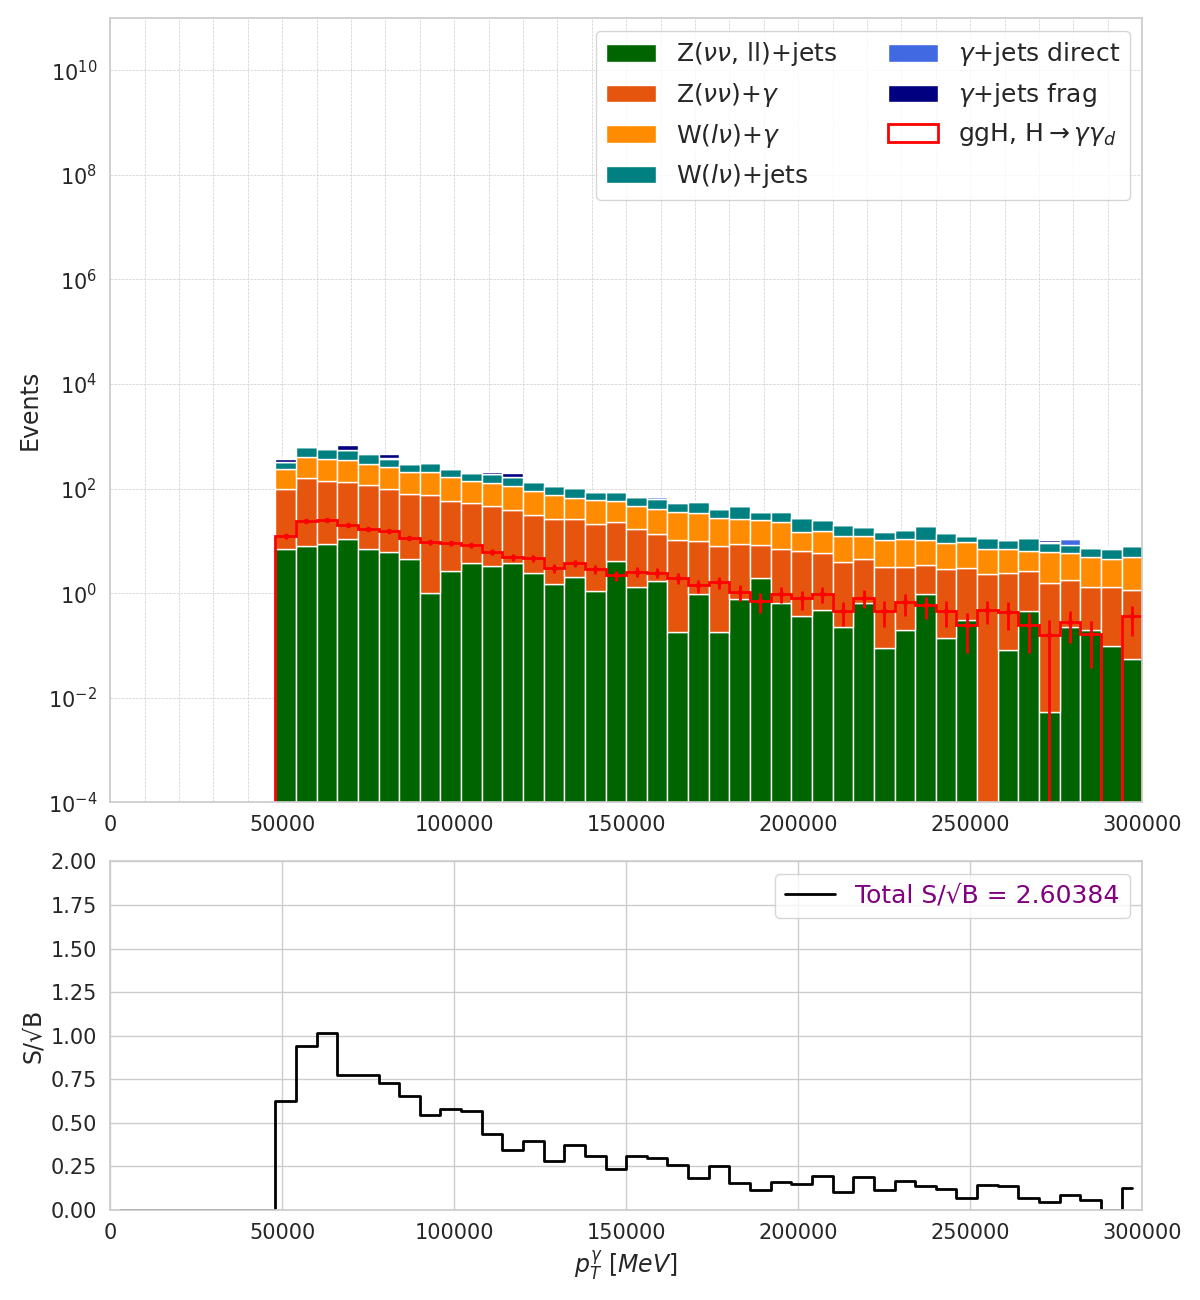 Z(νν, ll)+jets
Z(νν)+γ
W(lν)+γ
W(lν)+jets
γ+jets direct
γ+jets frag
ggH, H→γγ_d
Events
10^10
10^8
10^6
10^4
10^2
10^0
10^−2
10^−4
0 50000 100000 150000 200000 250000 300000
Total S/√B = 2.60384
S/√B
2.00
1.75
1.50
1.25
1.00
0.75
0.50
0.25
0.00
0 50000 100000 150000 200000 250000 300000
p_T^γ [MeV]